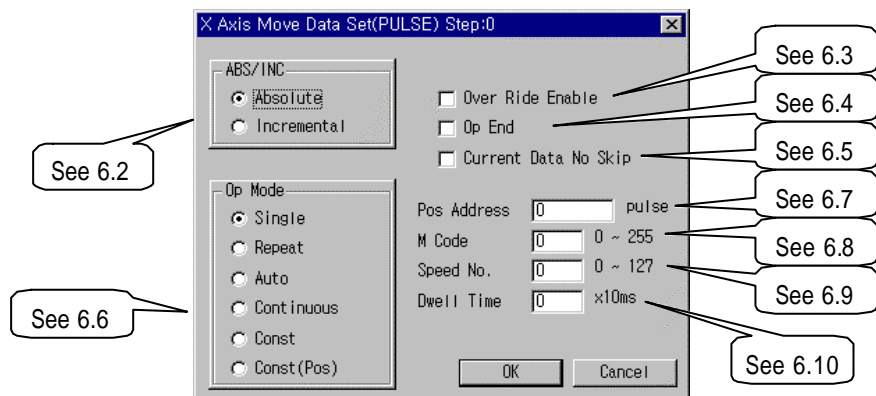 X Axis Move Data Set(PULSE) Step:0
ABS/INC
Absolute
Incremental
Over Ride Enable
Op End
Current Data No Skip
Op Mode
Single
Repeat
Auto
Continuous
Const
Const(Pos)
Pos Address 0 pulse
M Code 0 0 ~ 255
Speed No. 0 0 ~ 127
Dwell Time 0 x10ms
OK Cancel
See 6.2
See 6.6
See 6.3
See 6.4
See 6.5
See 6.7
See 6.8
See 6.9
See 6.10